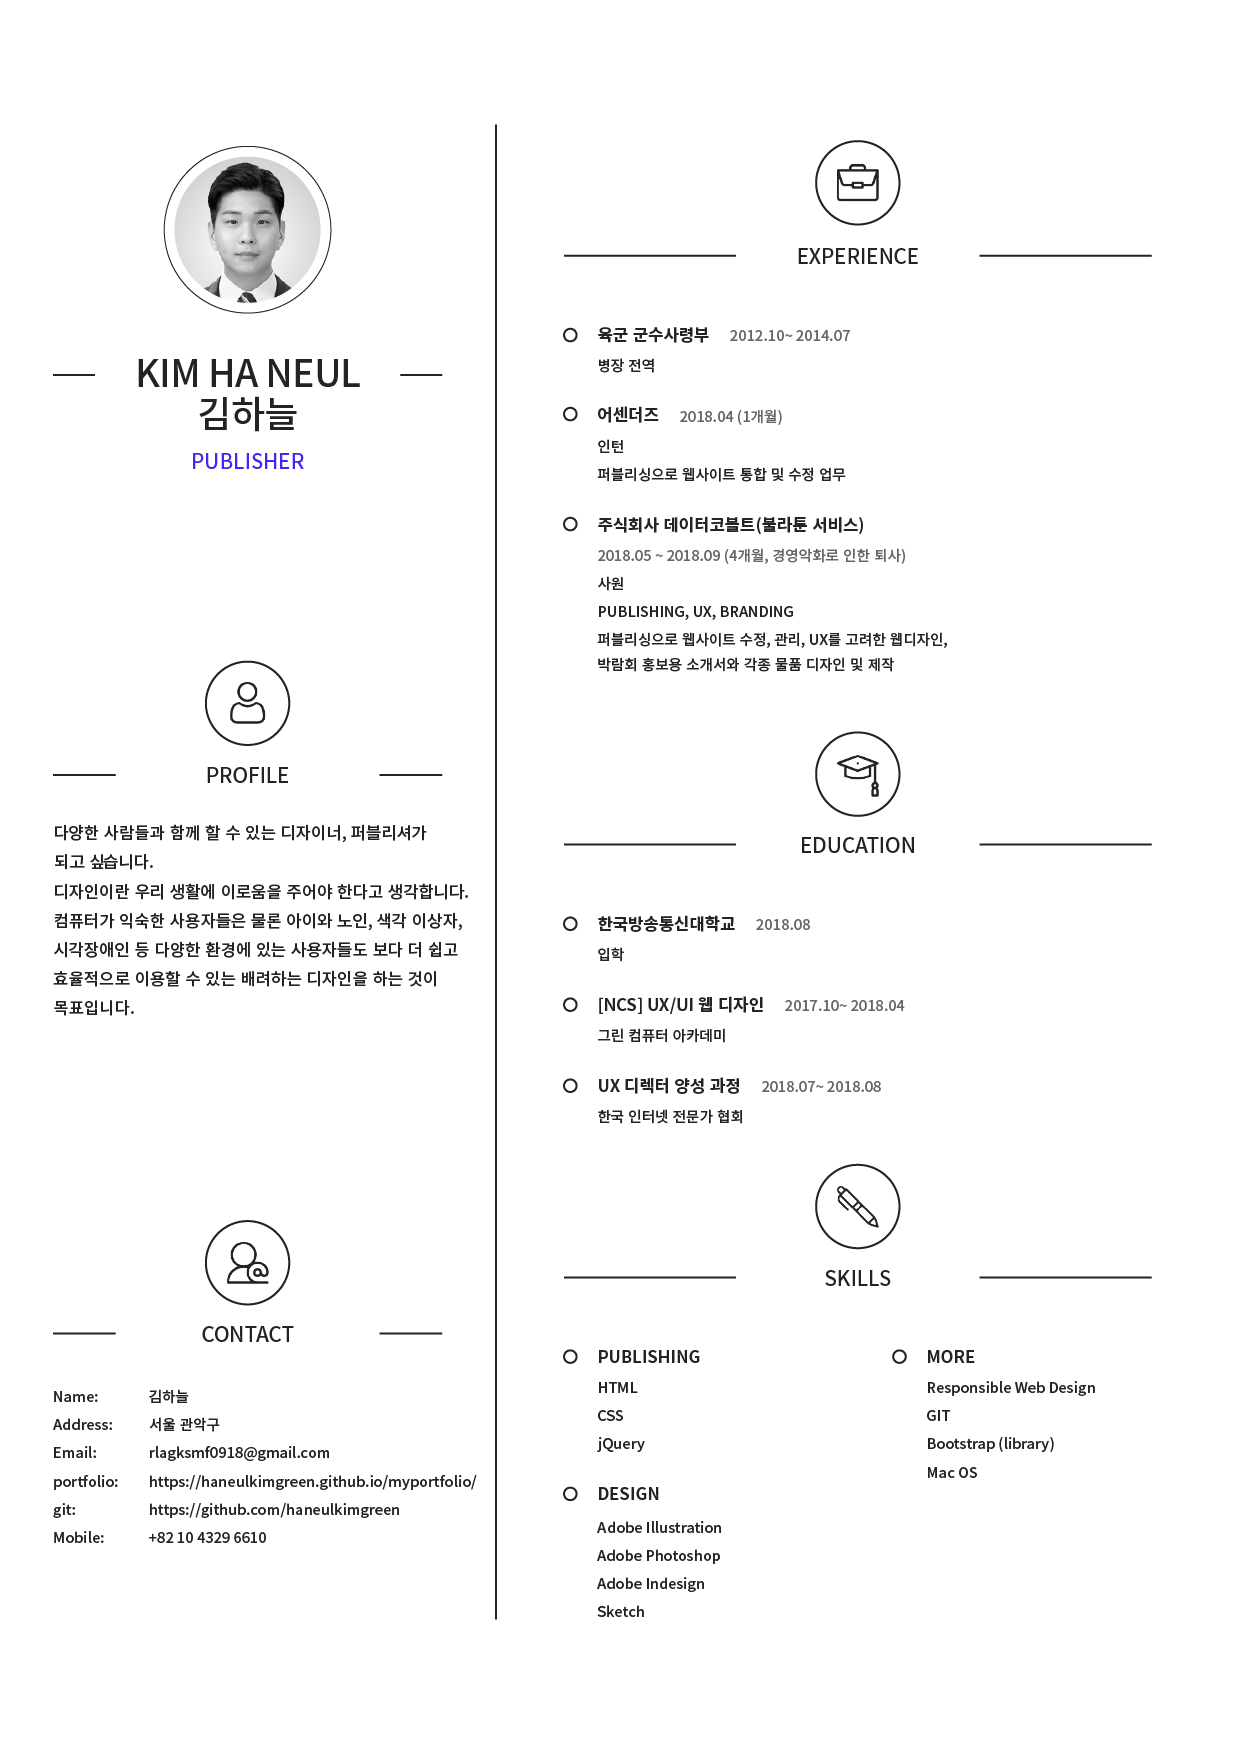 KIM HA NEUL
김하늘
PUBLISHER
PROFILE
다양한 사람들과 함께 할 수 있는 디자이너, 퍼블리셔가
되고 싶습니다.
디자인이란 우리 생활에 이로움을 주어야 한다고 생각합니다.
컴퓨터가 익숙한 사용자들은 물론 아이와 노인, 색각 이상자,
시각장애인 등 다양한 환경에 있는 사용자들도 보다 더 쉽고
효율적으로 이용할 수 있는 배려하는 디자인을 하는 것이
목표입니다.
CONTACT
Name: 김하늘
Address: 서울 관악구
Email: rlagksmf0918@gmail.com
portfolio: https://haneulkimgreen.github.io/myportfolio/
git: https://github.com/haneulkimgreen
Mobile: +82 10 4329 6610
EXPERIENCE
육군 군수사령부 2012.10~ 2014.07
병장 전역
어센더즈 2018.04 (1개월)
인턴
퍼블리싱으로 웹사이트 통합 및 수정 업무
주식회사 데이터코볼트(불라툰 서비스)
2018.05 ~ 2018.09 (4개월, 경영악화로 인한 퇴사)
사원
PUBLISHING, UX, BRANDING
퍼블리싱으로 웹사이트 수정, 관리, UX를 고려한 웹디자인,
박람회 홍보용 소개서와 각종 물품 디자인 및 제작
EDUCATION
한국방송통신대학교 2018.08
입학
[NCS] UX/UI 웹 디자인 2017.10~ 2018.04
그린 컴퓨터 아카데미
UX 디렉터 양성 과정 2018.07~ 2018.08
한국 인터넷 전문가 협회
SKILLS
PUBLISHING
HTML
CSS
jQuery
DESIGN
Adobe Illustration
Adobe Photoshop
Adobe Indesign
Sketch
MORE
Responsible Web Design
GIT
Bootstrap (library)
Mac OS